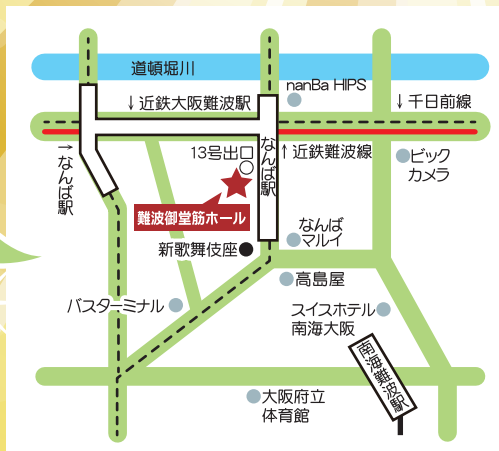 道頓堀川
nanBa HIPS
↓近鉄大阪難波駅
↓千日前線
13号出口
なんば駅
↑近鉄難波線
ビック
カメラ
→なんば駅
難波御堂筋ホール
なんば
マルイ
新歌舞伎座
高島屋
バスターミナル
スイスホテル
南海大阪
南海難波駅
大阪府立
体育館